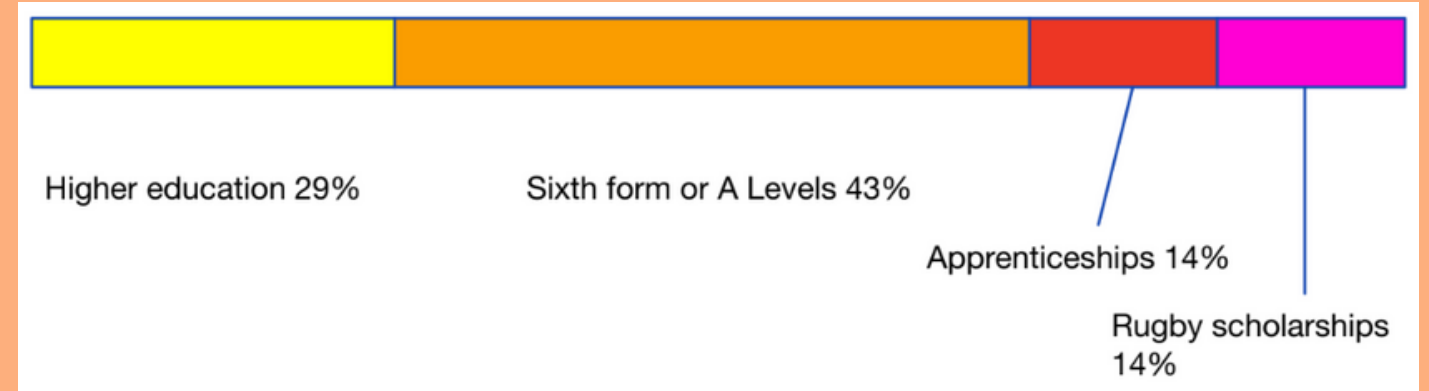 Higher education 29%
Sixth form or A Levels 43%
Apprenticeships 14%
Rugby scholarships
14%